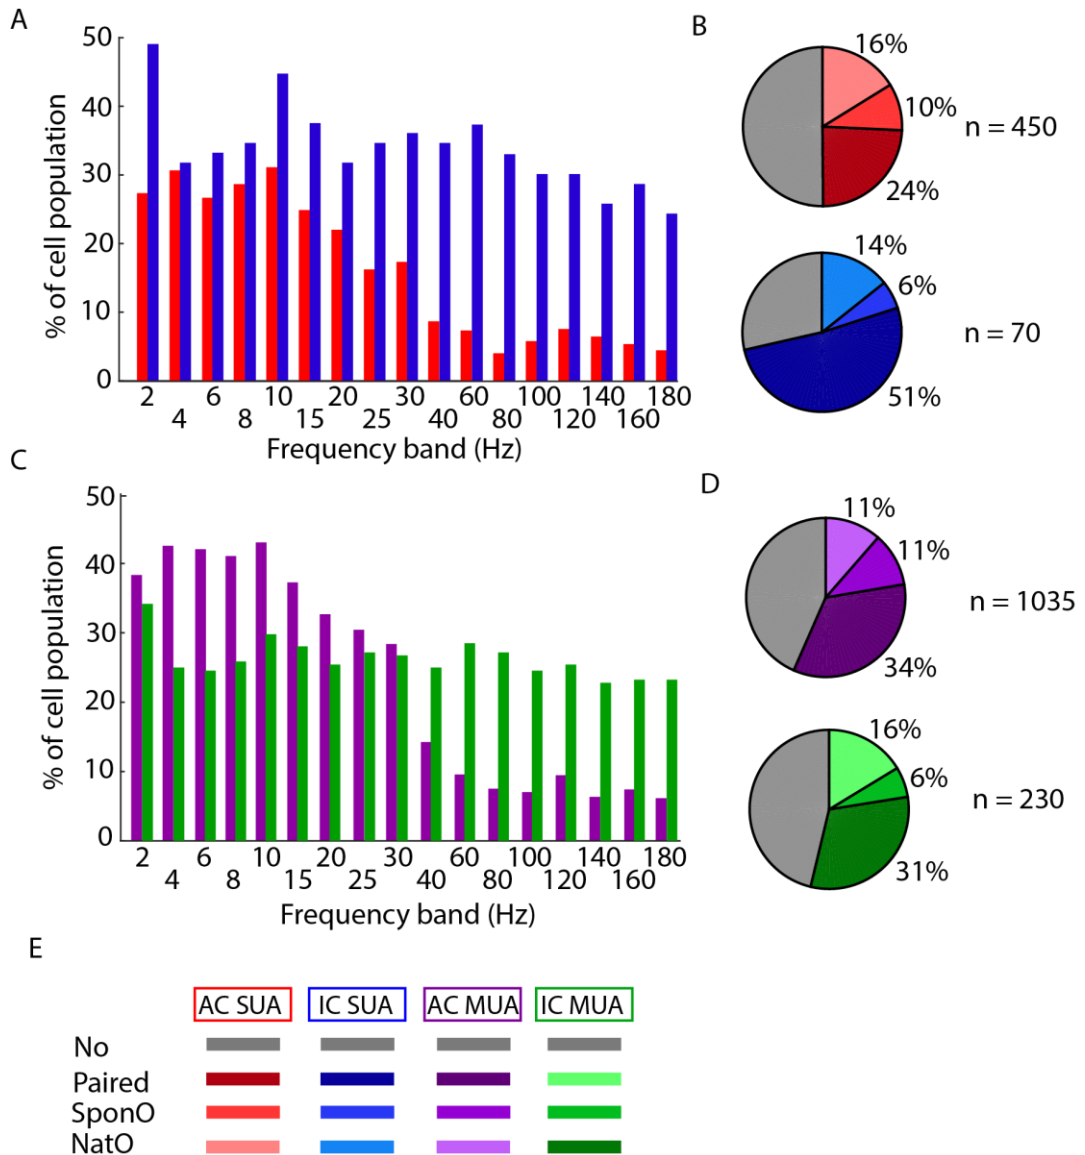 A
50
40
30
20
10
0
% of cell population
2 6 10 20 30 60 100 140 180
4 8 15 25 40 80 120 160
Frequency band (Hz)
B
16%
10%
n = 450
24%
14%
6%
n = 70
51%
C
50
40
30
20
10
0
% of cell population
2 6 10 20 30 60 100 140 180
4 8 15 25 40 80 120 160
Frequency band (Hz)
D
11%
11%
n = 1035
34%
16%
6%
n = 230
31%
E
AC SUA IC SUA AC MUA IC MUA
No
Paired
SponO
NatO